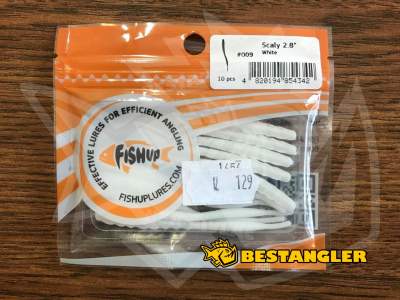 Scaly 2.8"
White
#009
10 pcs
4 820194 854342
EFFECTIVE LURES FOR EFFICIENT ANGLING
FISHUP
FISHUPLURES.COM
129
BESTANGLER